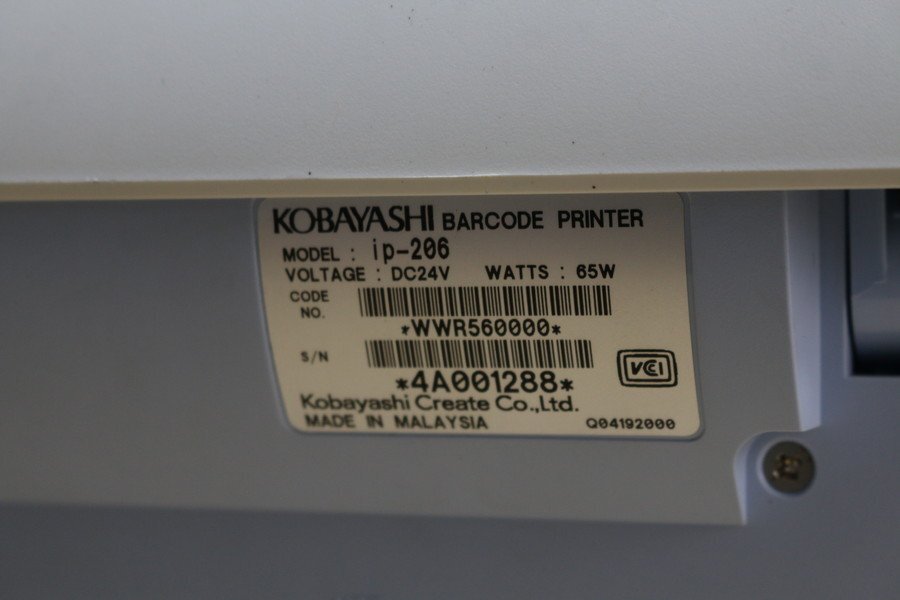 KOBAYASHI BARCODE PRINTER
MODEL : ip-206
VOLTAGE : DC24V WATTS : 65W
CODE NO.
*WWR560000*
S/N
*4A001288*
VCI
Kobayashi Create Co.,Ltd.
MADE IN MALAYSIA Q04192000